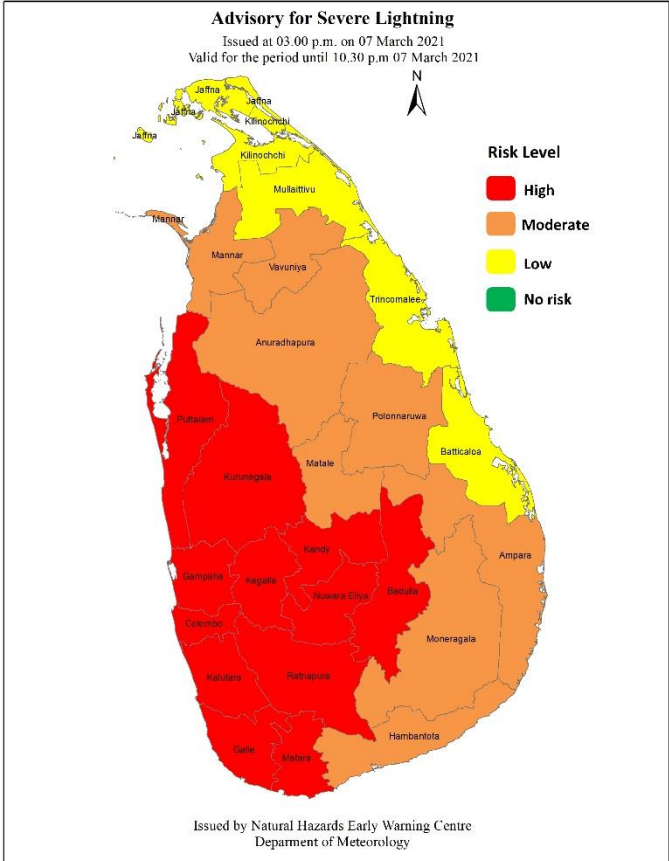 Advisory for Severe Lightning
Issued at 03.00 p.m. on 07 March 2021
Valid for the period until 10.30 p.m 07 March 2021
N
Jaffna
Jaffna
Jaffna
Kilinochchi
Jaffna
Kilinochchi
Mullaittivu
Risk Level
High
Moderate
Low
No risk
Mannar
Mannar
Vavuniya
Trincomalee
Anuradhapura
Puttalam
Polonnaruwa
Batticaloa
Matale
Kurunegala
Kandy
Ampara
Gampaha
Kegalle
Nuwara Eliya
Badulla
Colombo
Moneragala
Kalutara
Ratnapura
Hambantota
Galle
Matara
Issued by Natural Hazards Early Warning Centre
Deparment of Meteorology